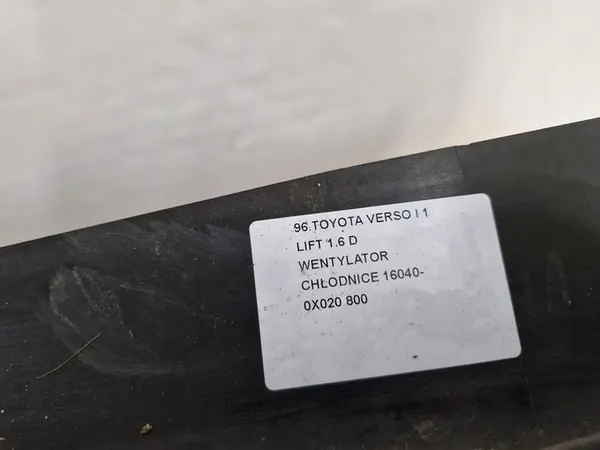 96.TOYOTA VERSO I 1
LIFT 1.6 D
WENTYLATOR
CHŁODNICE 16040-
0X020 800